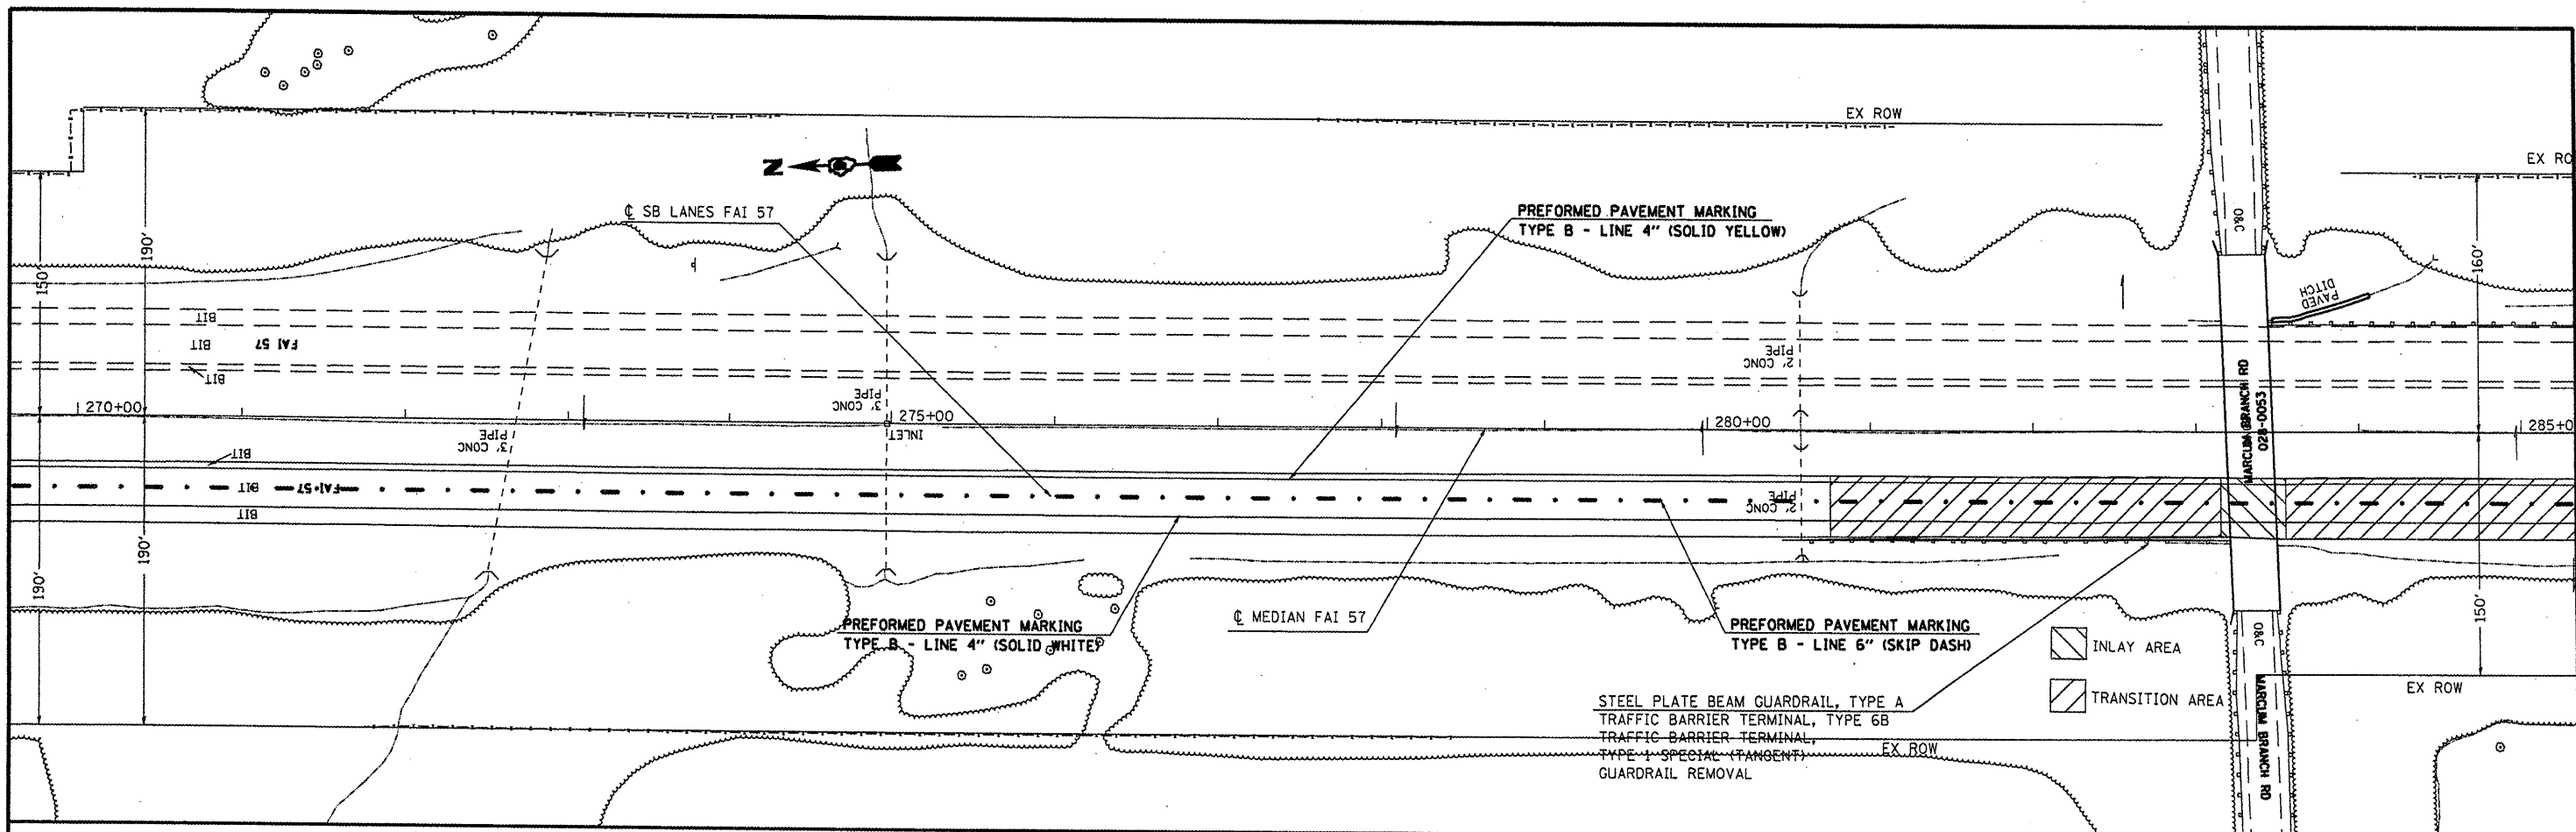 EX ROW
N
EX RO
℄ SB LANES FAI 57
PREFORMED PAVEMENT MARKING
TYPE B - LINE 4" (SOLID YELLOW)
O&C
190'
150'
160'
PAVED
DITCH
BIT
BIT
FAI 57
BIT
2' CONC
PIPE
3' CONC
PIPE
MARCUM BRANCH RD
028-0053
270+00
275+00
280+00
285+0
INLET
3' CONC
PIPE
BIT
BIT
FAI 57
BIT
2' CONC
PIPE
190'
190'
150'
PREFORMED PAVEMENT MARKING
TYPE B - LINE 4" (SOLID WHITE)
℄ MEDIAN FAI 57
PREFORMED PAVEMENT MARKING
TYPE B - LINE 6" (SKIP DASH)
O&C
INLAY AREA
TRANSITION AREA
MARCUM BRANCH RD
EX ROW
STEEL PLATE BEAM GUARDRAIL, TYPE A
TRAFFIC BARRIER TERMINAL, TYPE 6B
TRAFFIC BARRIER TERMINAL,
TYPE 1 SPECIAL (TANGENT)
GUARDRAIL REMOVAL
EX ROW